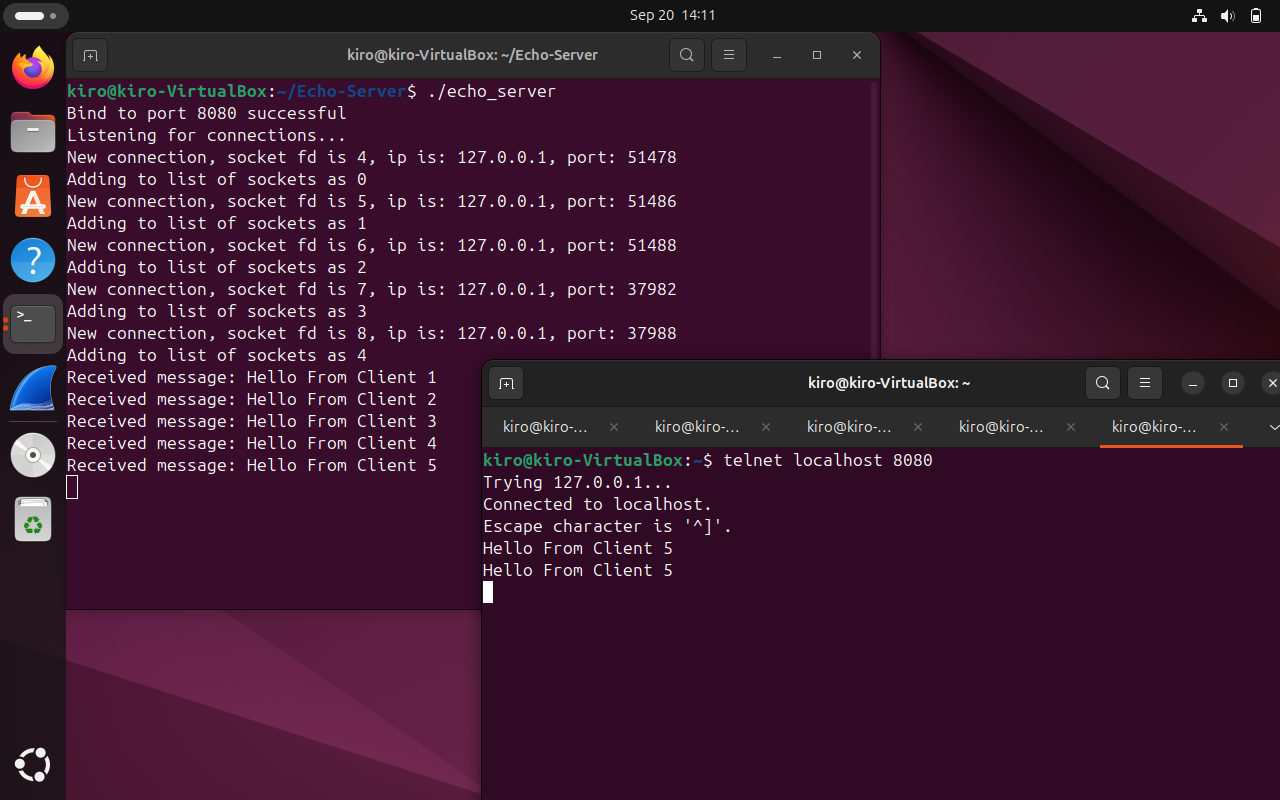 Sep 20 14:11
kiro@kiro-VirtualBox: ~/Echo-Server
kiro@kiro-VirtualBox:~/Echo-Server$ ./echo_server
Bind to port 8080 successful
Listening for connections...
New connection, socket fd is 4, ip is: 127.0.0.1, port: 51478
Adding to list of sockets as 0
New connection, socket fd is 5, ip is: 127.0.0.1, port: 51486
Adding to list of sockets as 1
New connection, socket fd is 6, ip is: 127.0.0.1, port: 51488
Adding to list of sockets as 2
New connection, socket fd is 7, ip is: 127.0.0.1, port: 37982
Adding to list of sockets as 3
New connection, socket fd is 8, ip is: 127.0.0.1, port: 37988
Adding to list of sockets as 4
Received message: Hello From Client 1
Received message: Hello From Client 2
Received message: Hello From Client 3
Received message: Hello From Client 4
Received message: Hello From Client 5
kiro@kiro-VirtualBox: ~
kiro@kiro-... kiro@kiro-... kiro@kiro-... kiro@kiro-... kiro@kiro-...
kiro@kiro-VirtualBox:~$ telnet localhost 8080
Trying 127.0.0.1...
Connected to localhost.
Escape character is '^]'.
Hello From Client 5
Hello From Client 5